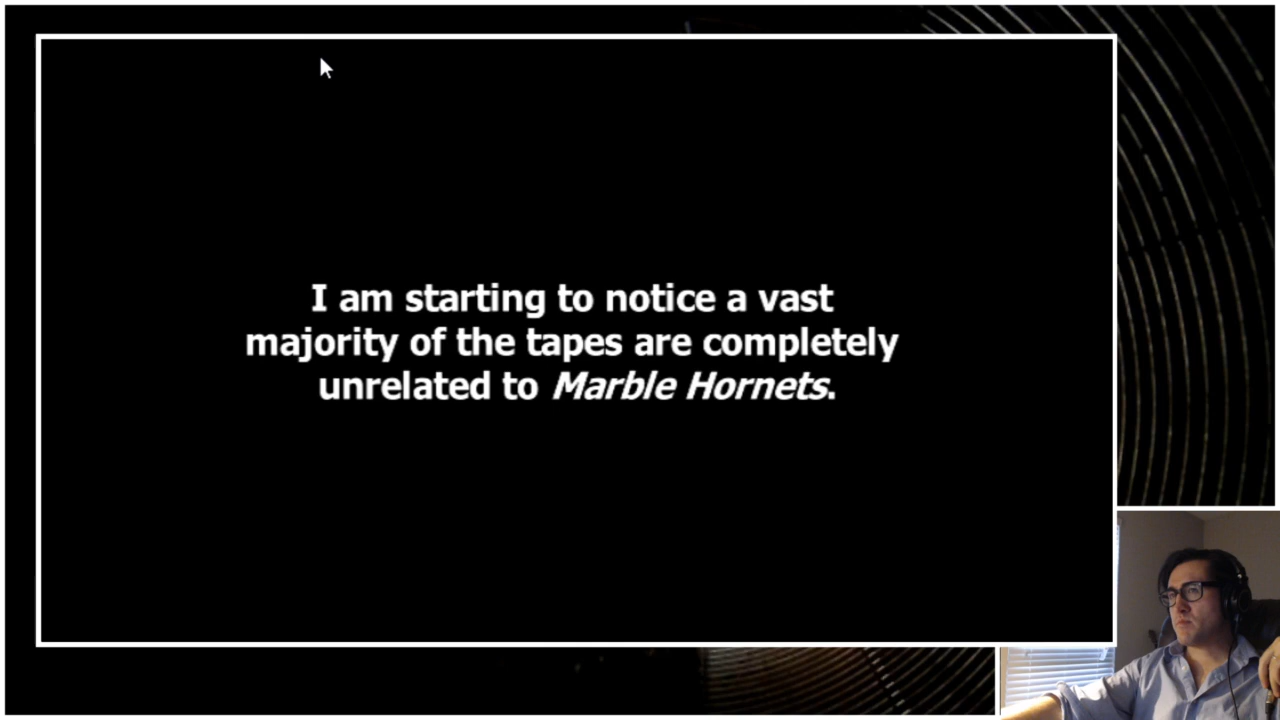 I am starting to notice a vast
majority of the tapes are completely
unrelated to Marble Hornets.